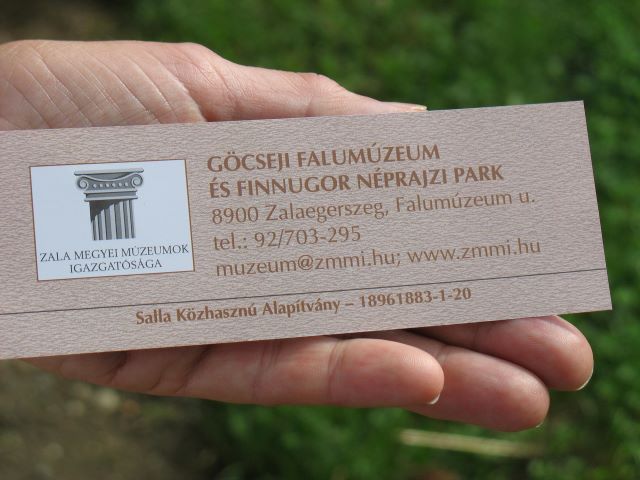 GÖCSEJI FALUMÚZEUM
ÉS FINNUGOR NÉPRAJZI PARK
8900 Zalaegerszeg, Falumúzeum u.
tel.: 92/703-295
muzeum@zmmi.hu; www.zmmi.hu
ZALA MEGYEI MÚZEUMOK
IGAZGATÓSÁGA
Salla Közhasznú Alapítvány – 18961883-1-20